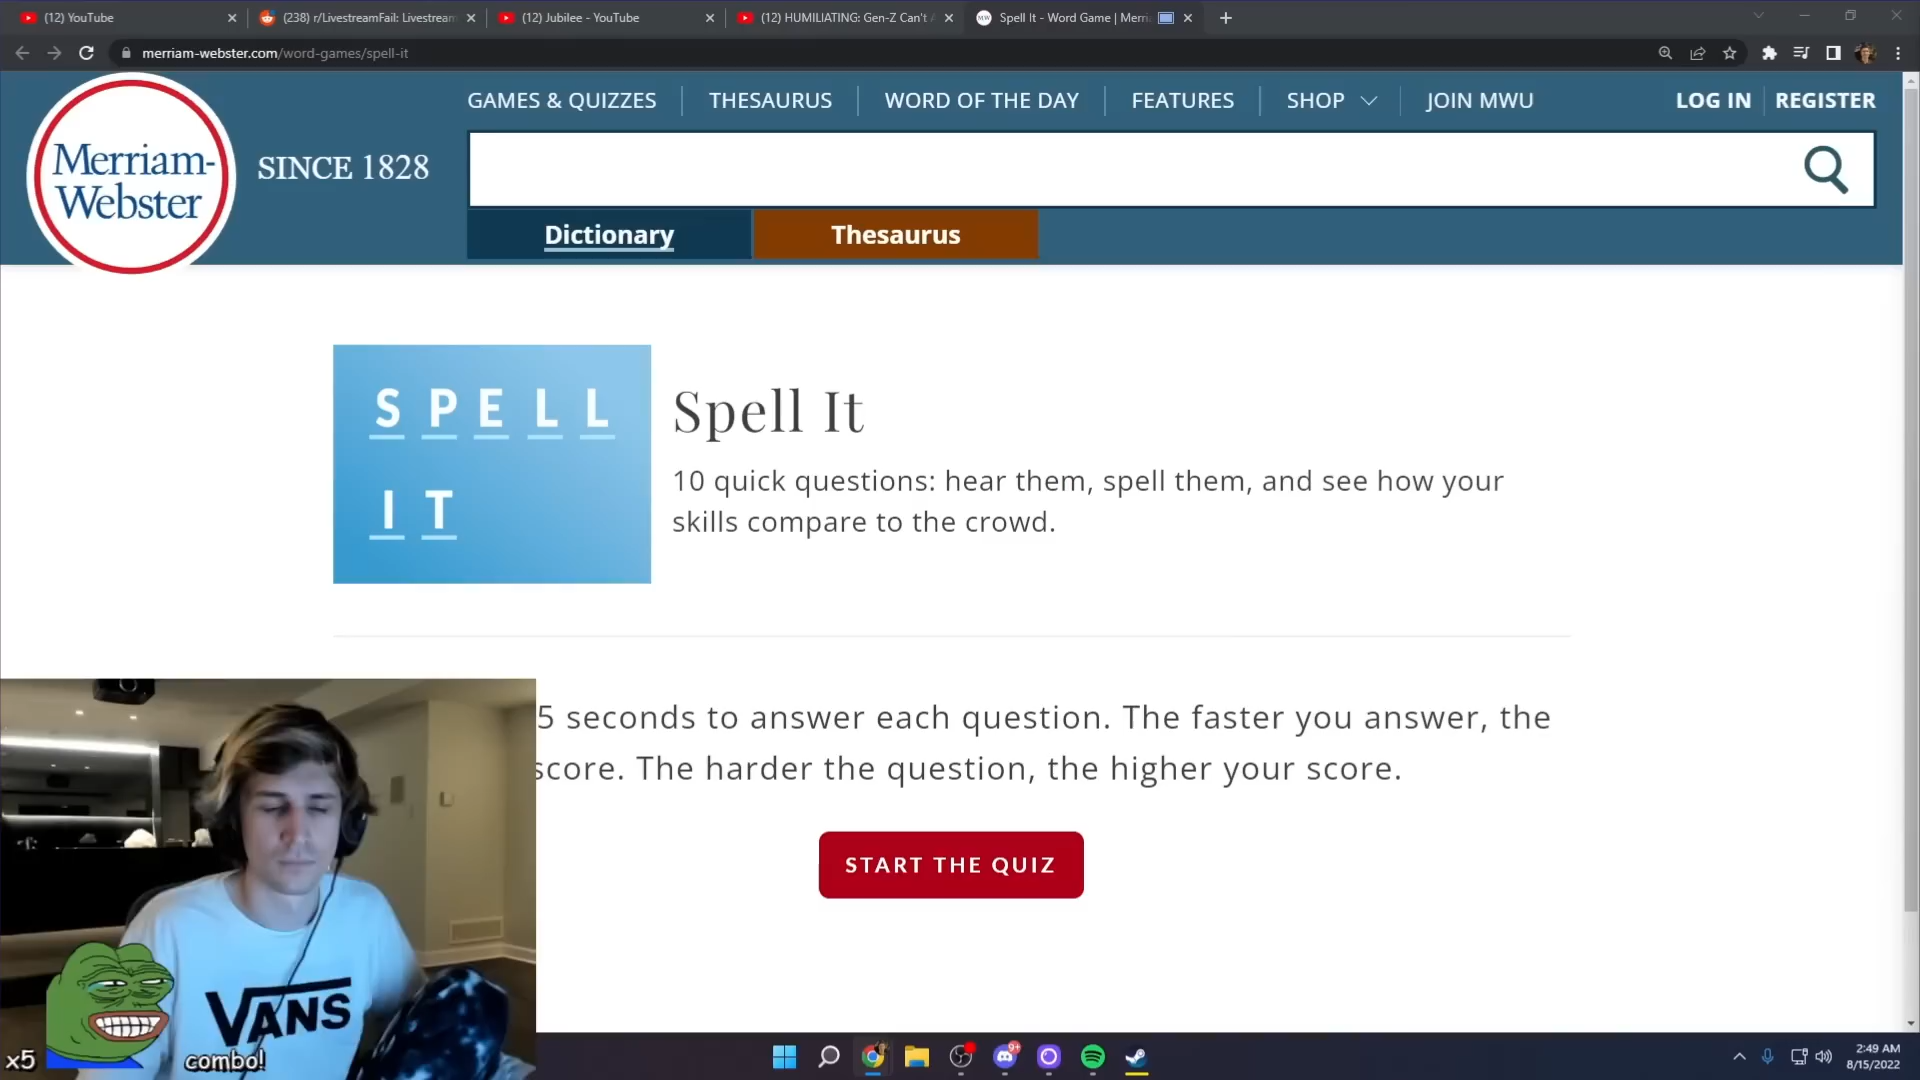 (12) YouTube
(238) r/LivestreamFail: Livestream
(12) Jubilee - YouTube
(12) HUMILIATING: Gen-Z Can't
Spell It - Word Game | Merri
merriam-webster.com/word-games/spell-it
GAMES & QUIZZES
THESAURUS
WORD OF THE DAY
FEATURES
SHOP
JOIN MWU
LOG IN
REGISTER
Merriam-
Webster
SINCE 1828
Dictionary
Thesaurus
SPELL
IT
Spell It
10 quick questions: hear them, spell them, and see how your
skills compare to the crowd.
5 seconds to answer each question. The faster you answer, the
score. The harder the question, the higher your score.
START THE QUIZ
VANS
x5
combo!
9+
2:49 AM
8/15/2022